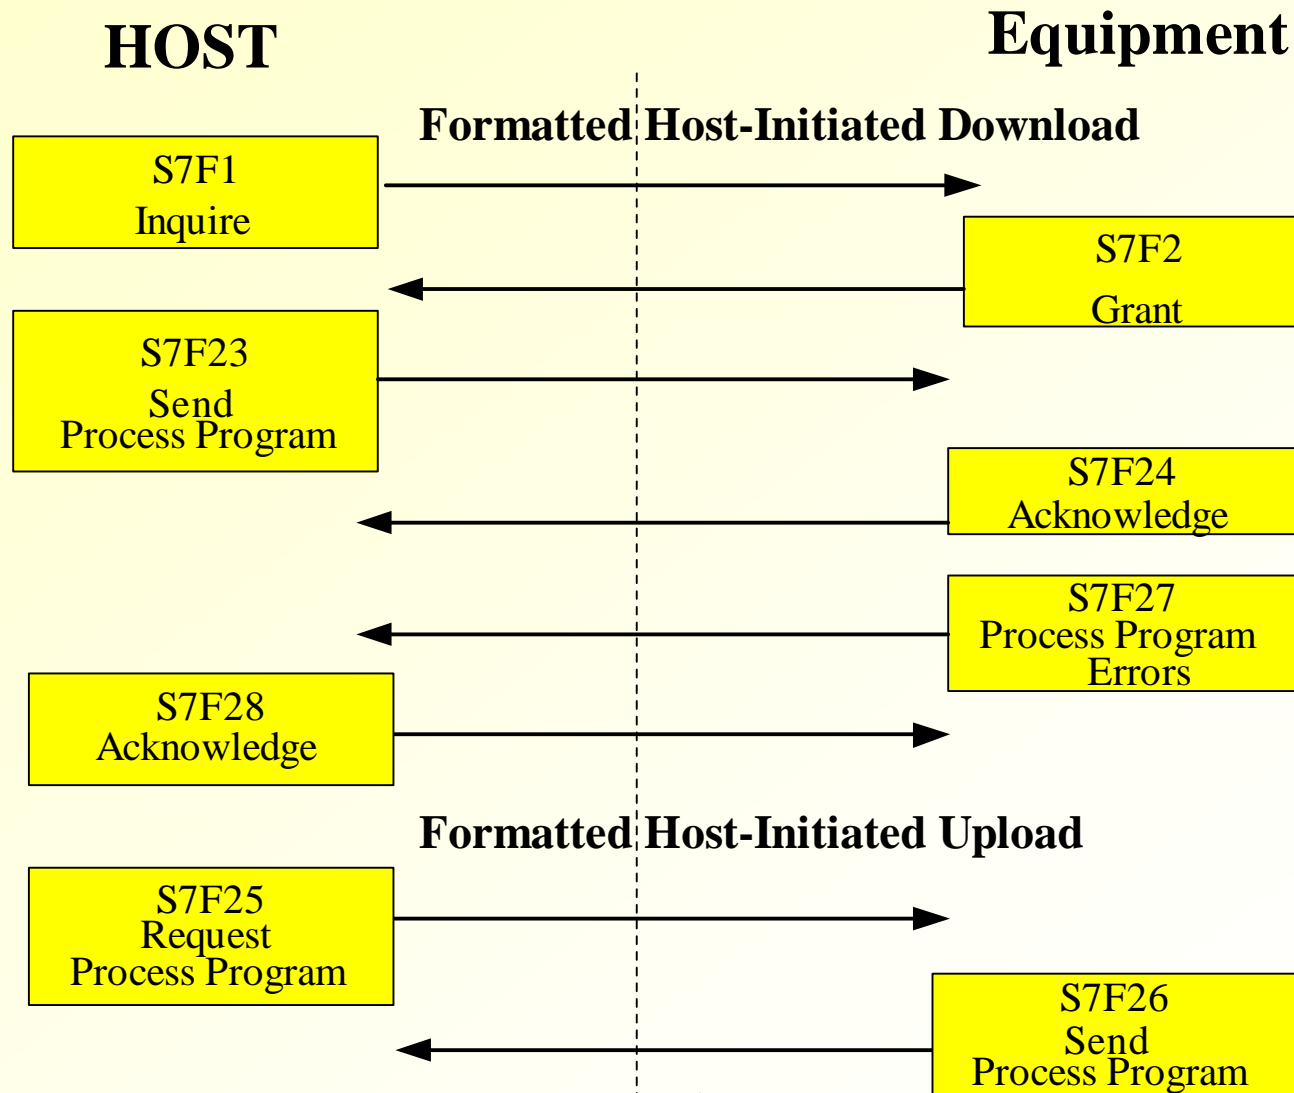 HOST
Equipment
Formatted Host-Initiated Download
S7F1
Inquire
S7F2
Grant
S7F23
Send
Process Program
S7F24
Acknowledge
S7F27
Process Program
Errors
S7F28
Acknowledge
Formatted Host-Initiated Upload
S7F25
Request
Process Program
S7F26
Send
Process Program